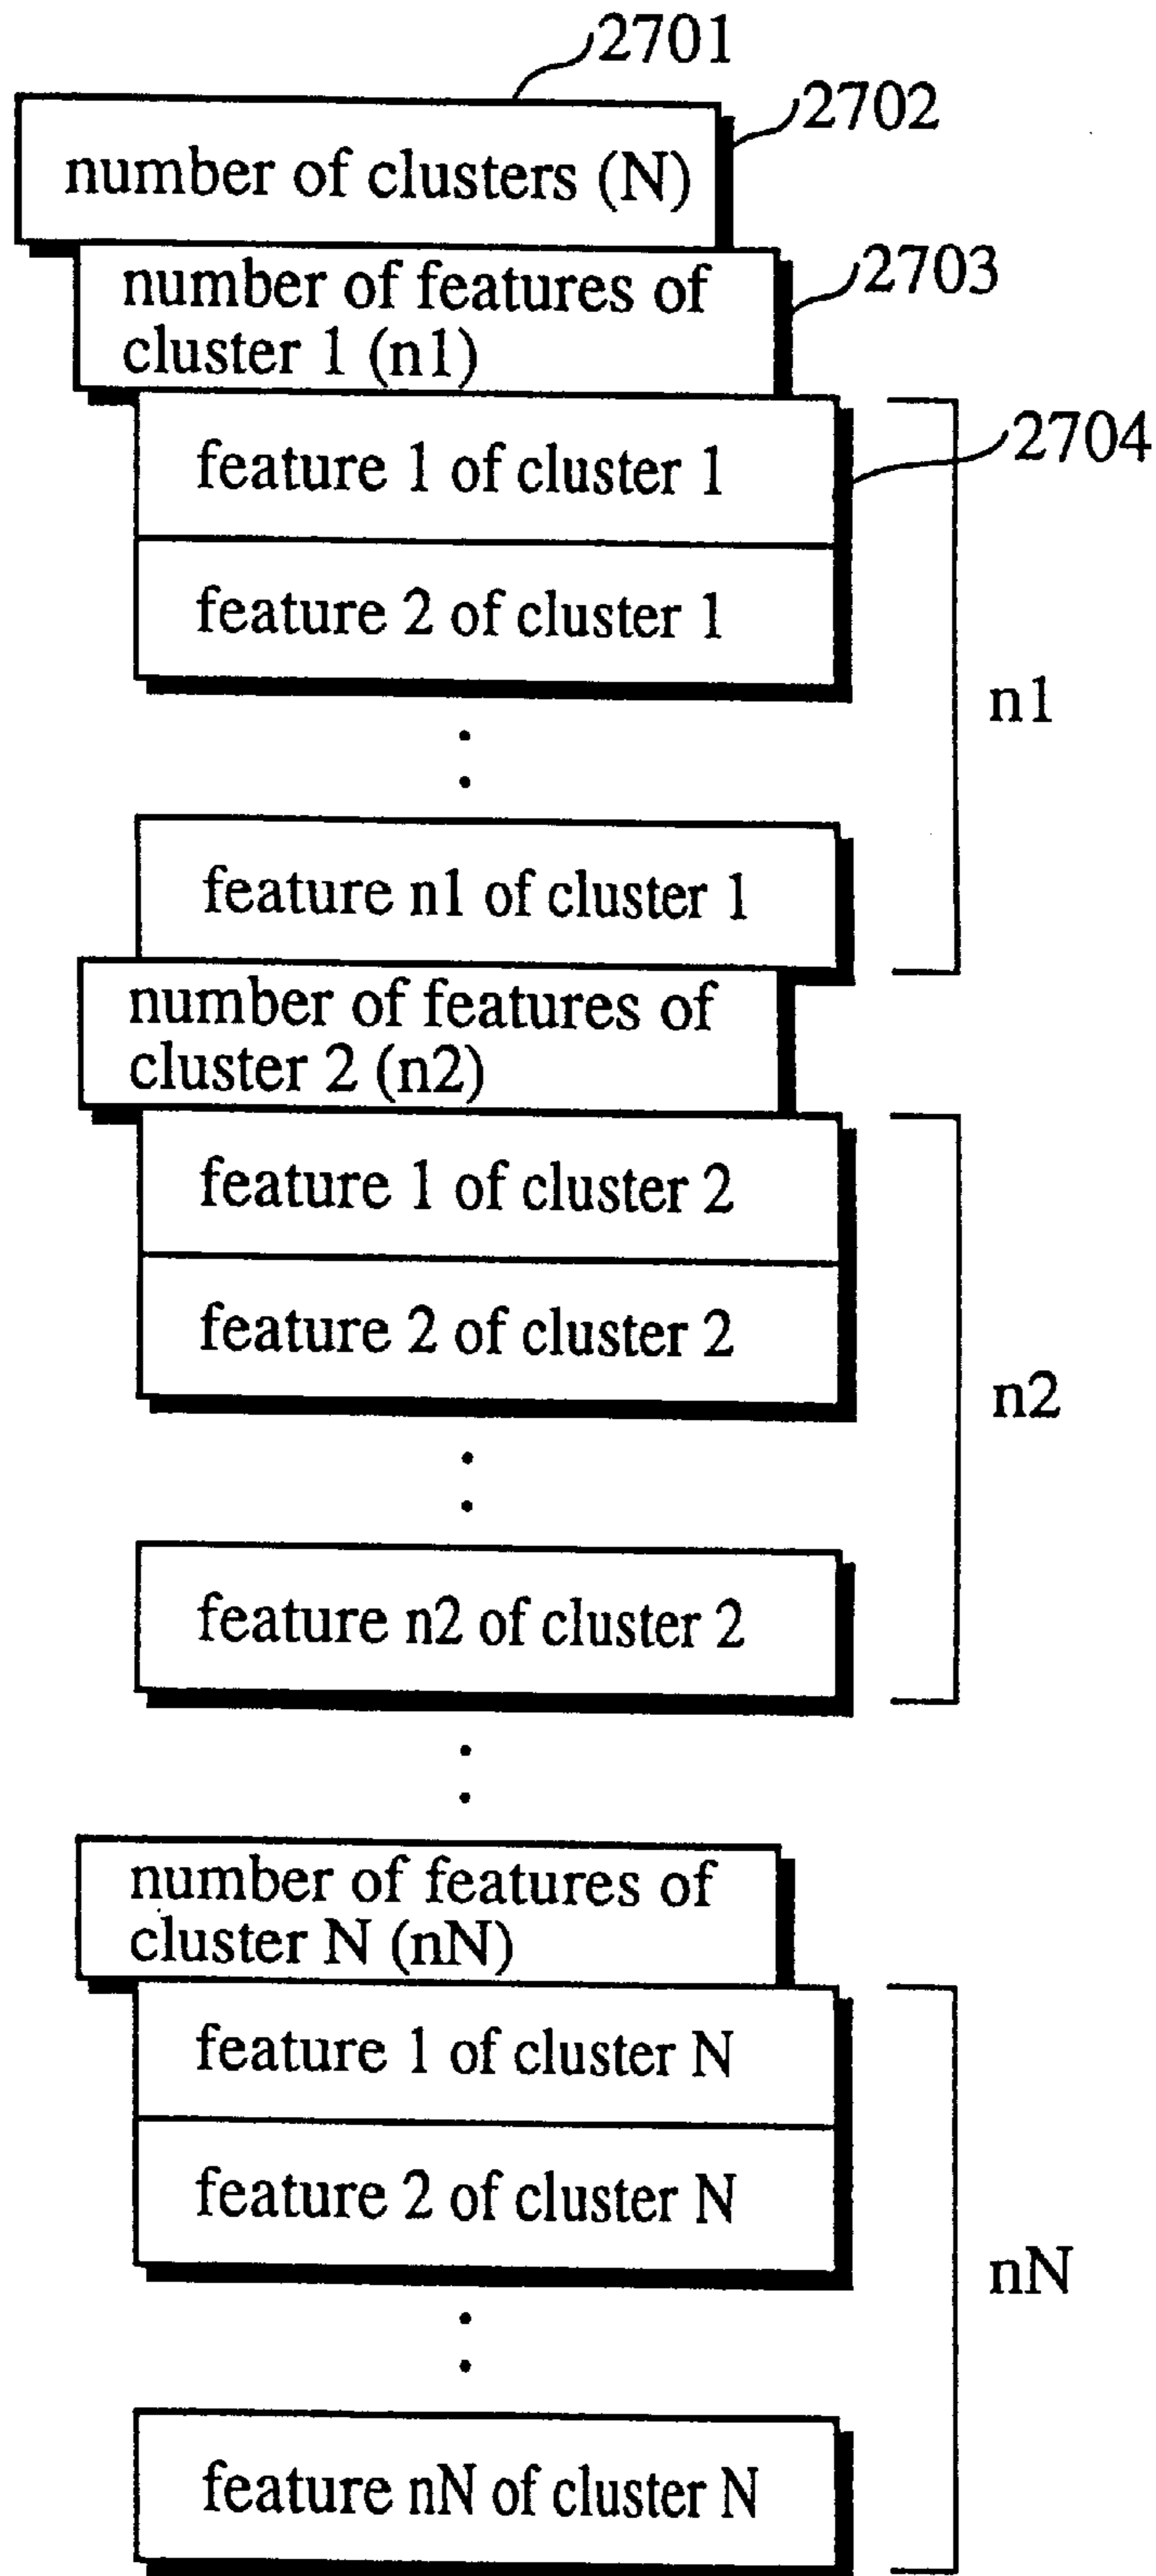 2701
2702
number of clusters (N)
2703
number of features of
cluster 1 (n1)
2704
feature 1 of cluster 1
feature 2 of cluster 1
n1
feature n1 of cluster 1
number of features of
cluster 2 (n2)
feature 1 of cluster 2
feature 2 of cluster 2
n2
feature n2 of cluster 2
number of features of
cluster N (nN)
feature 1 of cluster N
feature 2 of cluster N
nN
feature nN of cluster N